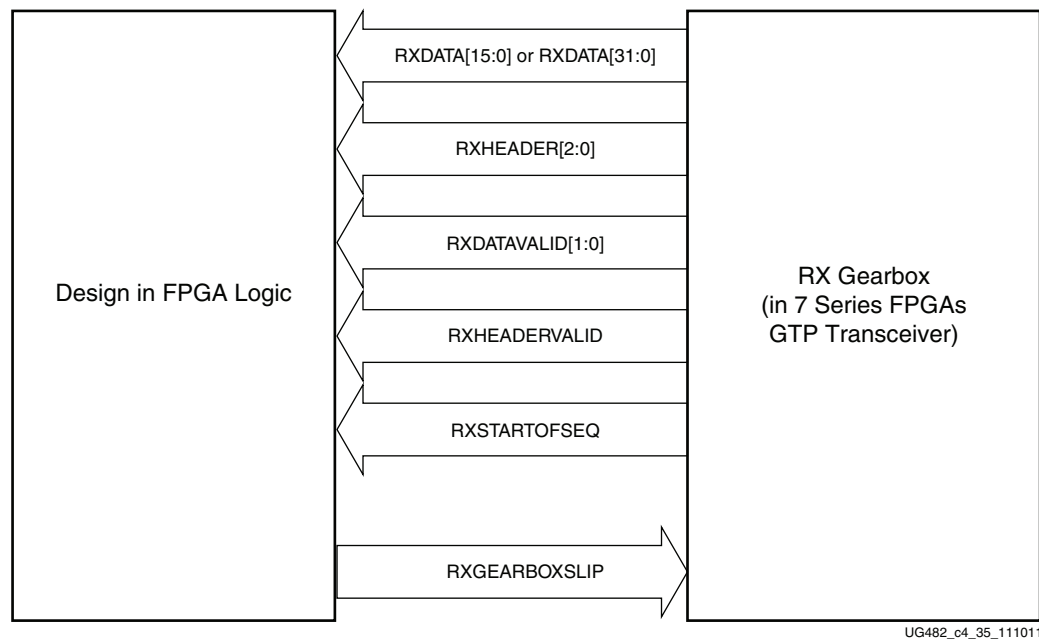 RXDATA[15:0] or RXDATA[31:0]
RXHEADER[2:0]
RXDATAVALID[1:0]
Design in FPGA Logic
RX Gearbox
(in 7 Series FPGAs
GTP Transceiver)
RXHEADERVALID
RXSTARTOFSEQ
RXGEARBOXSLIP
UG482_c4_35_111011